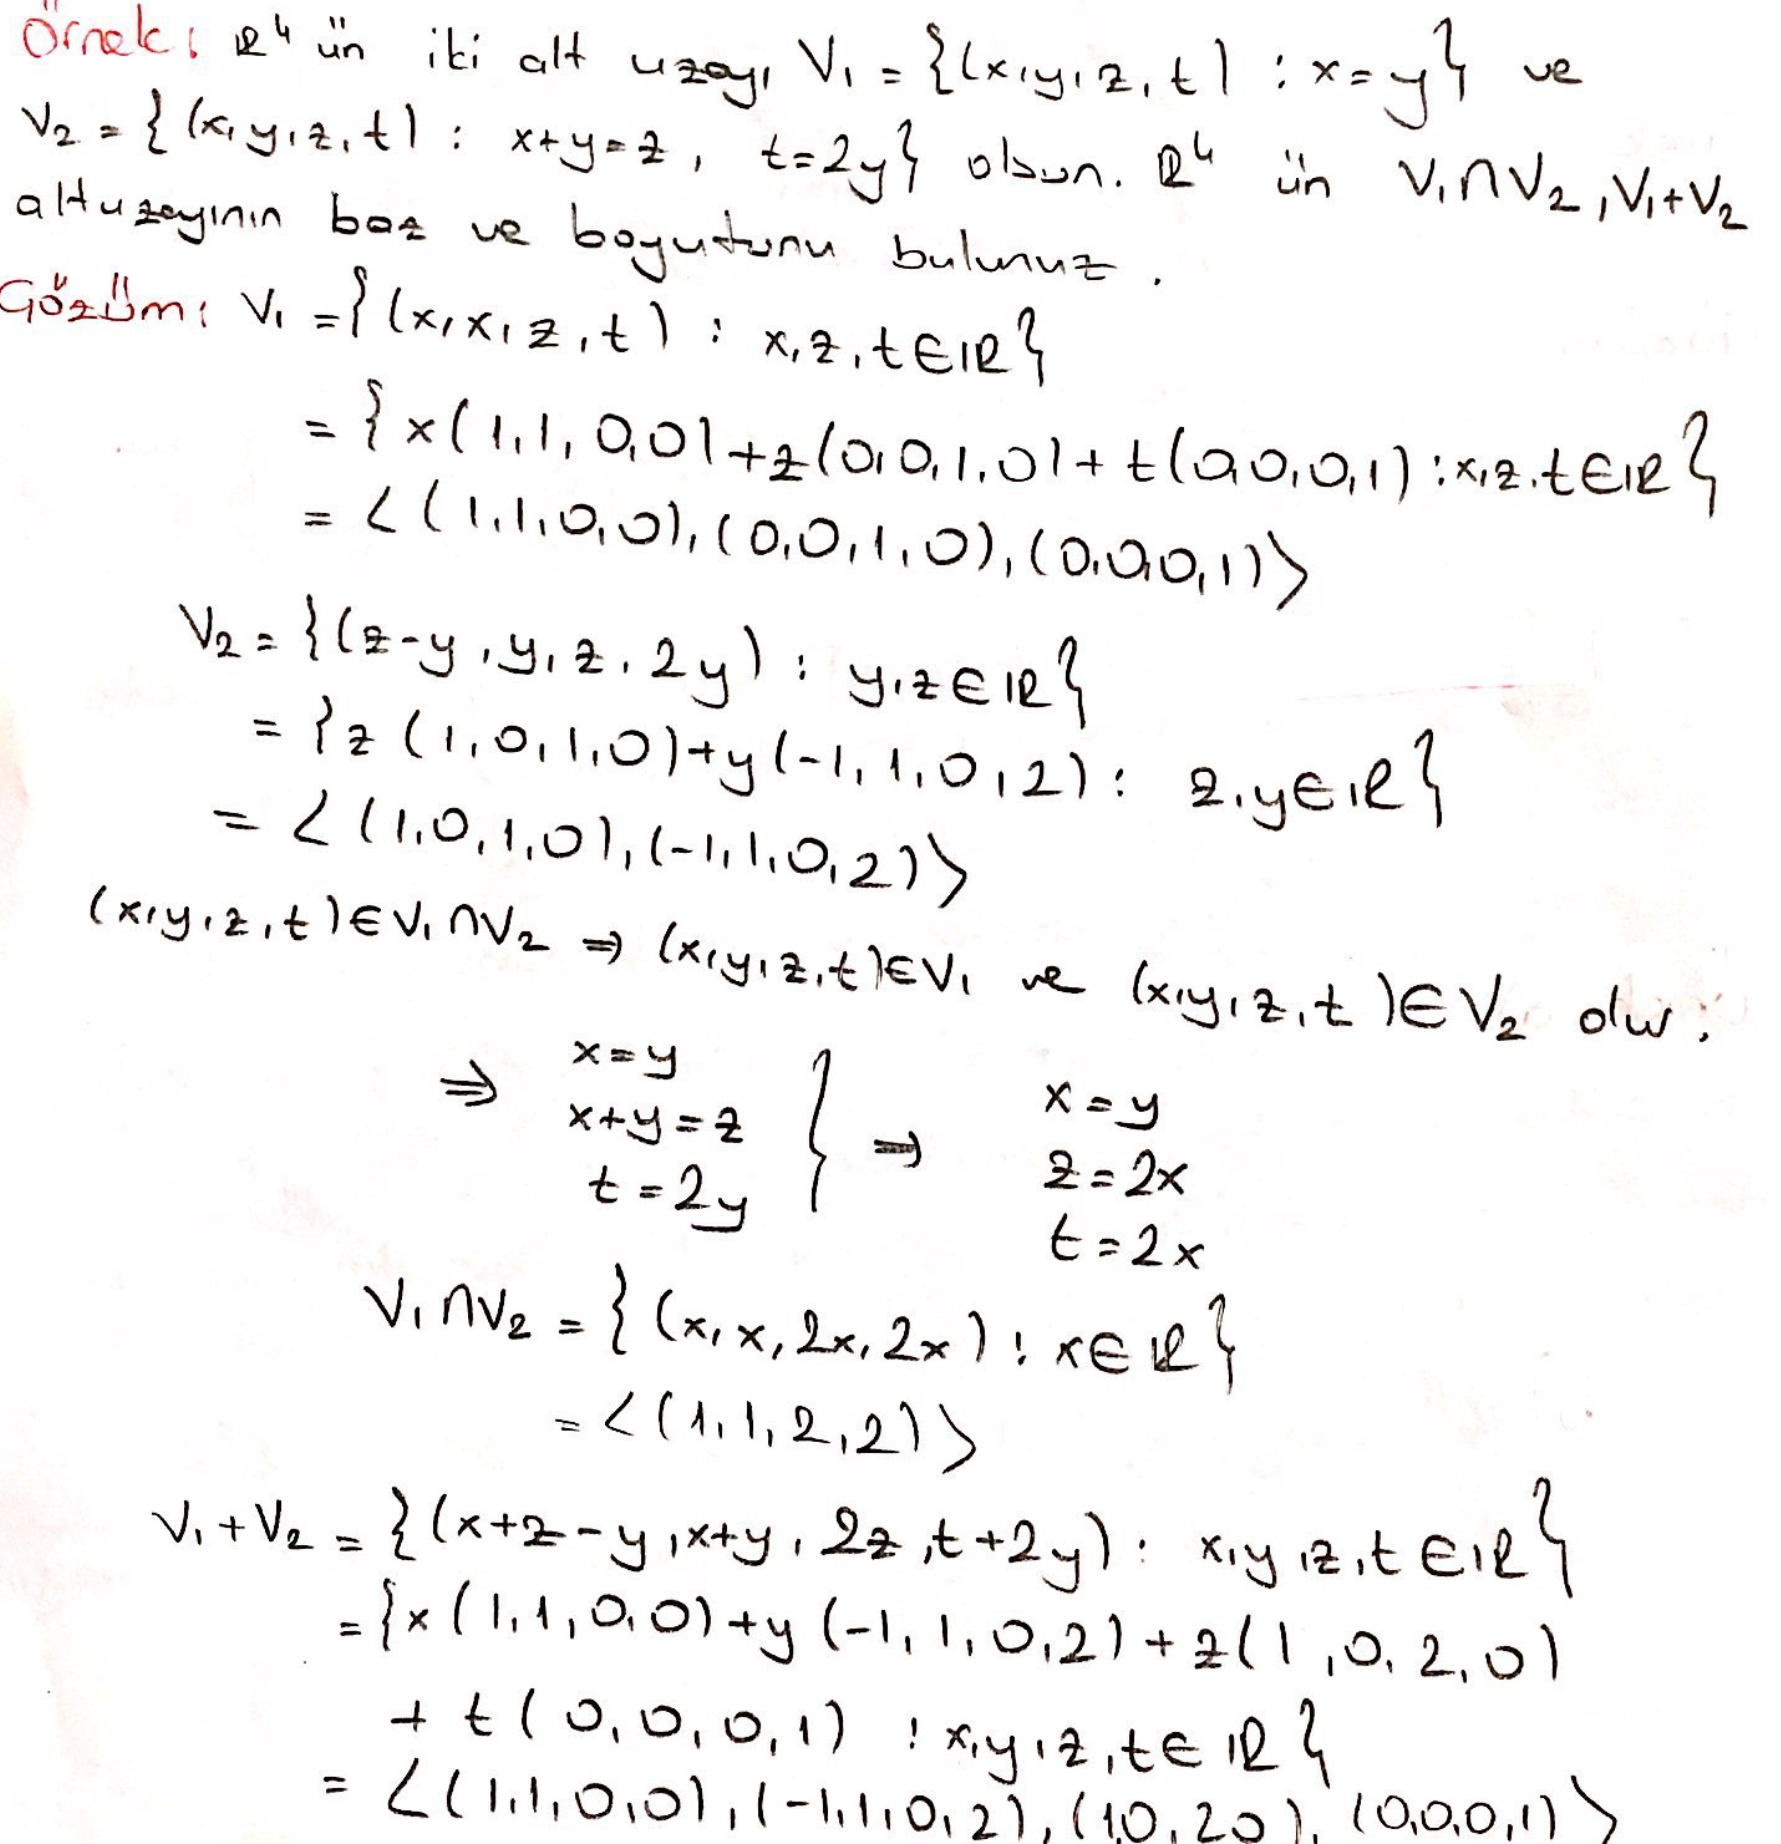 Örnek: ℝ⁴ ün iki alt uzayı V₁ = {(x,y,z,t) : x=y} ve
V₂ = {(x,y,z,t) : x+y=z, t=2y} olsun. ℝ⁴ ün V₁∩V₂, V₁+V₂
altuzayının baz ve boyutunu bulunuz.
Çözüm: V₁ = {(x,x,z,t) : x,z,t∈ℝ}
= {x(1,1,0,0)+z(0,0,1,0)+t(0,0,0,1) : x,z,t∈ℝ}
= <(1,1,0,0),(0,0,1,0),(0,0,0,1)>
V₂ = {(z-y,y,z,2y) : y,z∈ℝ}
= {z(1,0,1,0)+y(-1,1,0,2) : z,y∈ℝ}
= <(1,0,1,0),(-1,1,0,2)>
(x,y,z,t)∈V₁∩V₂ ⇒ (x,y,z,t)∈V₁ ve (x,y,z,t)∈V₂ olur.
⇒ x=y x+y=z t=2y } ⇒ x=y z=2x t=2x
V₁∩V₂ = {(x,x,2x,2x) : x∈ℝ}
= <(1,1,2,2)>
V₁+V₂ = {(x+z-y,x+y,2z,t+2y) : x,y,z,t∈ℝ}
= {x(1,1,0,0)+y(-1,1,0,2)+z(1,0,2,0)
+ t(0,0,0,1) : x,y,z,t∈ℝ}
= <(1,1,0,0),(-1,1,0,2),(1,0,2,0),(0,0,0,1)>